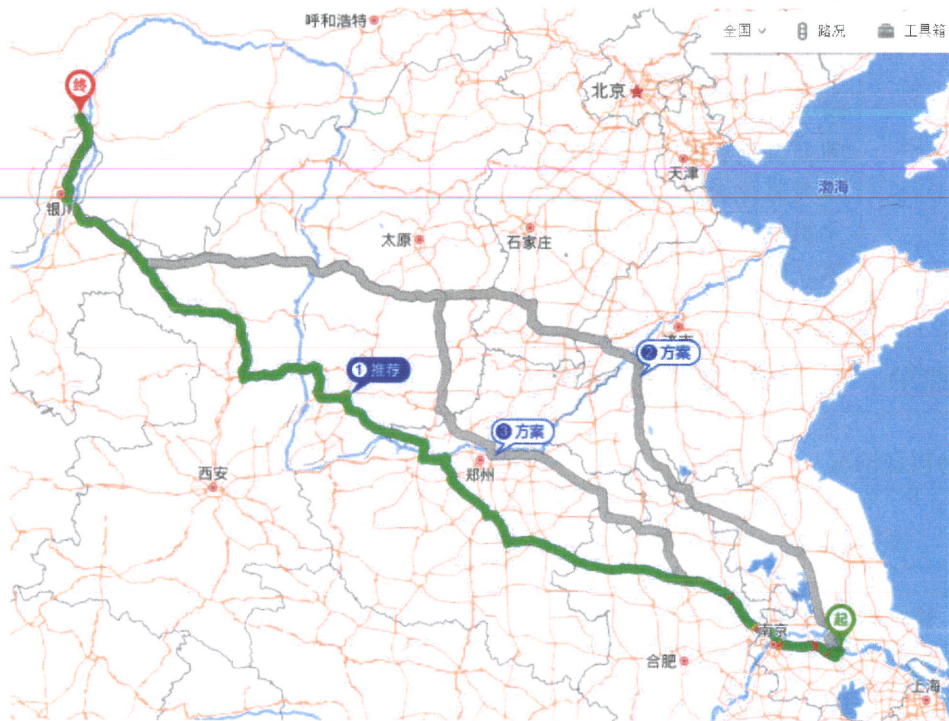 呼和浩特
全国
路况
工具箱
终
北京
天津
渤海
银川
太原
石家庄
2 方案
1 推荐
3 方案
郑州
西安
起
南京
合肥
上海